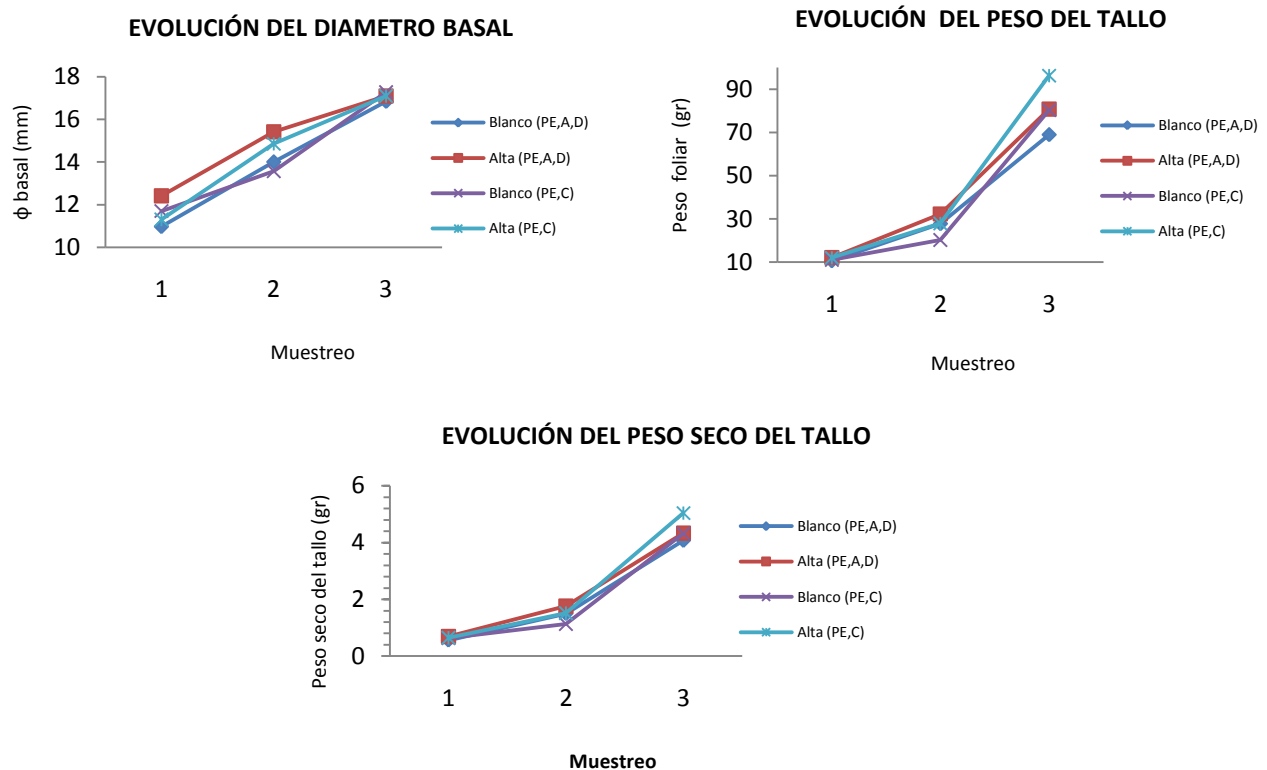 EVOLUCIÓN DEL DIAMETRO BASAL
ϕ basal (mm)
18
16
14
12
10
1 2 3
Muestreo
Blanco (PE,A,D)
Alta (PE,A,D)
Blanco (PE,C)
Alta (PE,C)
EVOLUCIÓN DEL PESO DEL TALLO
Peso foliar (gr)
90
70
50
30
10
1 2 3
Muestreo
Blanco (PE,A,D)
Alta (PE,A,D)
Blanco (PE,C)
Alta (PE,C)
EVOLUCIÓN DEL PESO SECO DEL TALLO
Peso seco del tallo (gr)
6
4
2
0
1 2 3
Muestreo
Blanco (PE,A,D)
Alta (PE,A,D)
Blanco (PE,C)
Alta (PE,C)